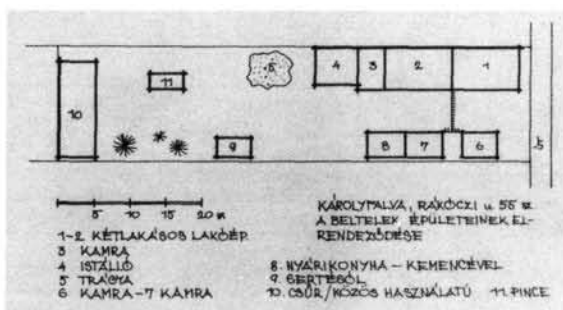 5
4
3
2
1
11
10
9
8
7
6
5 10 15 20 m
KÁROLYFALVA, RÁKÓCZI u 55 sz
A BELTELEK ÉPÜLETEINEK EL-
RENDEZŐDÉSE
1-2 KÉTLAKÁSOS LAKÓÉP.
3 KAMRA
4 ISTÁLLÓ
5 TRÁGYA
6 KAMRA-7 KAMRA
8. NYÁRIKONYHA – KEMENCÉVEL
9. SERTÉSÓL
10. CSŰR/KÖZÖS HASZNÁLATÚ 11. PINCE